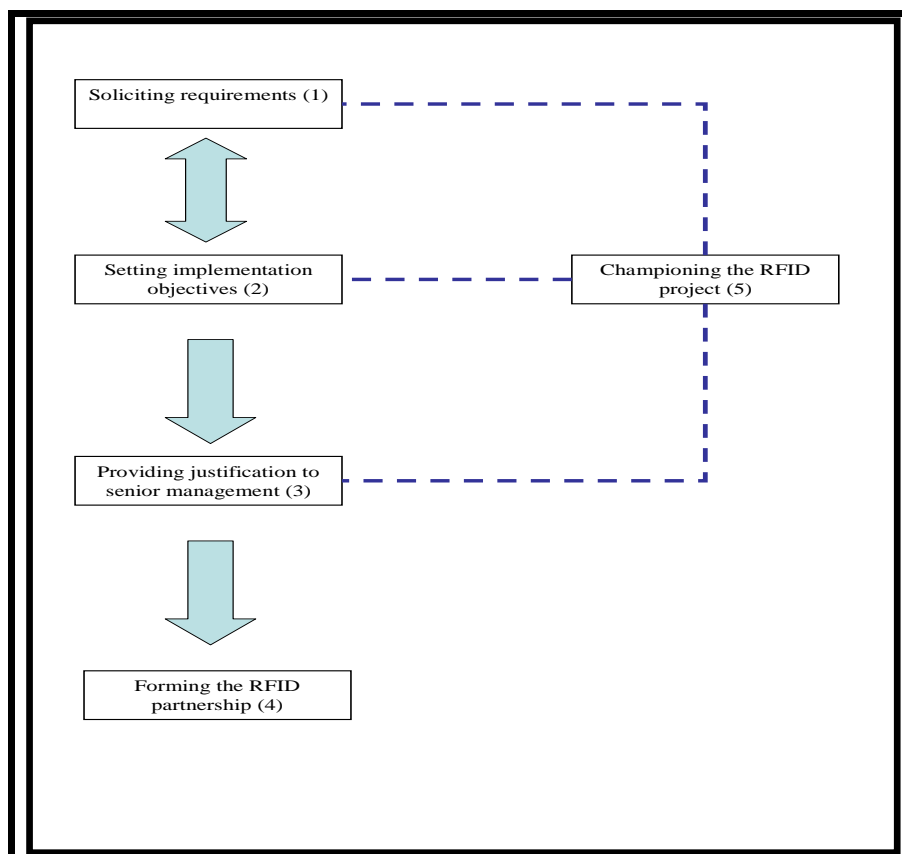 Soliciting requirements (1)
Setting implementation
objectives (2)
Championing the RFID
project (5)
Providing justification to
senior management (3)
Forming the RFID
partnership (4)